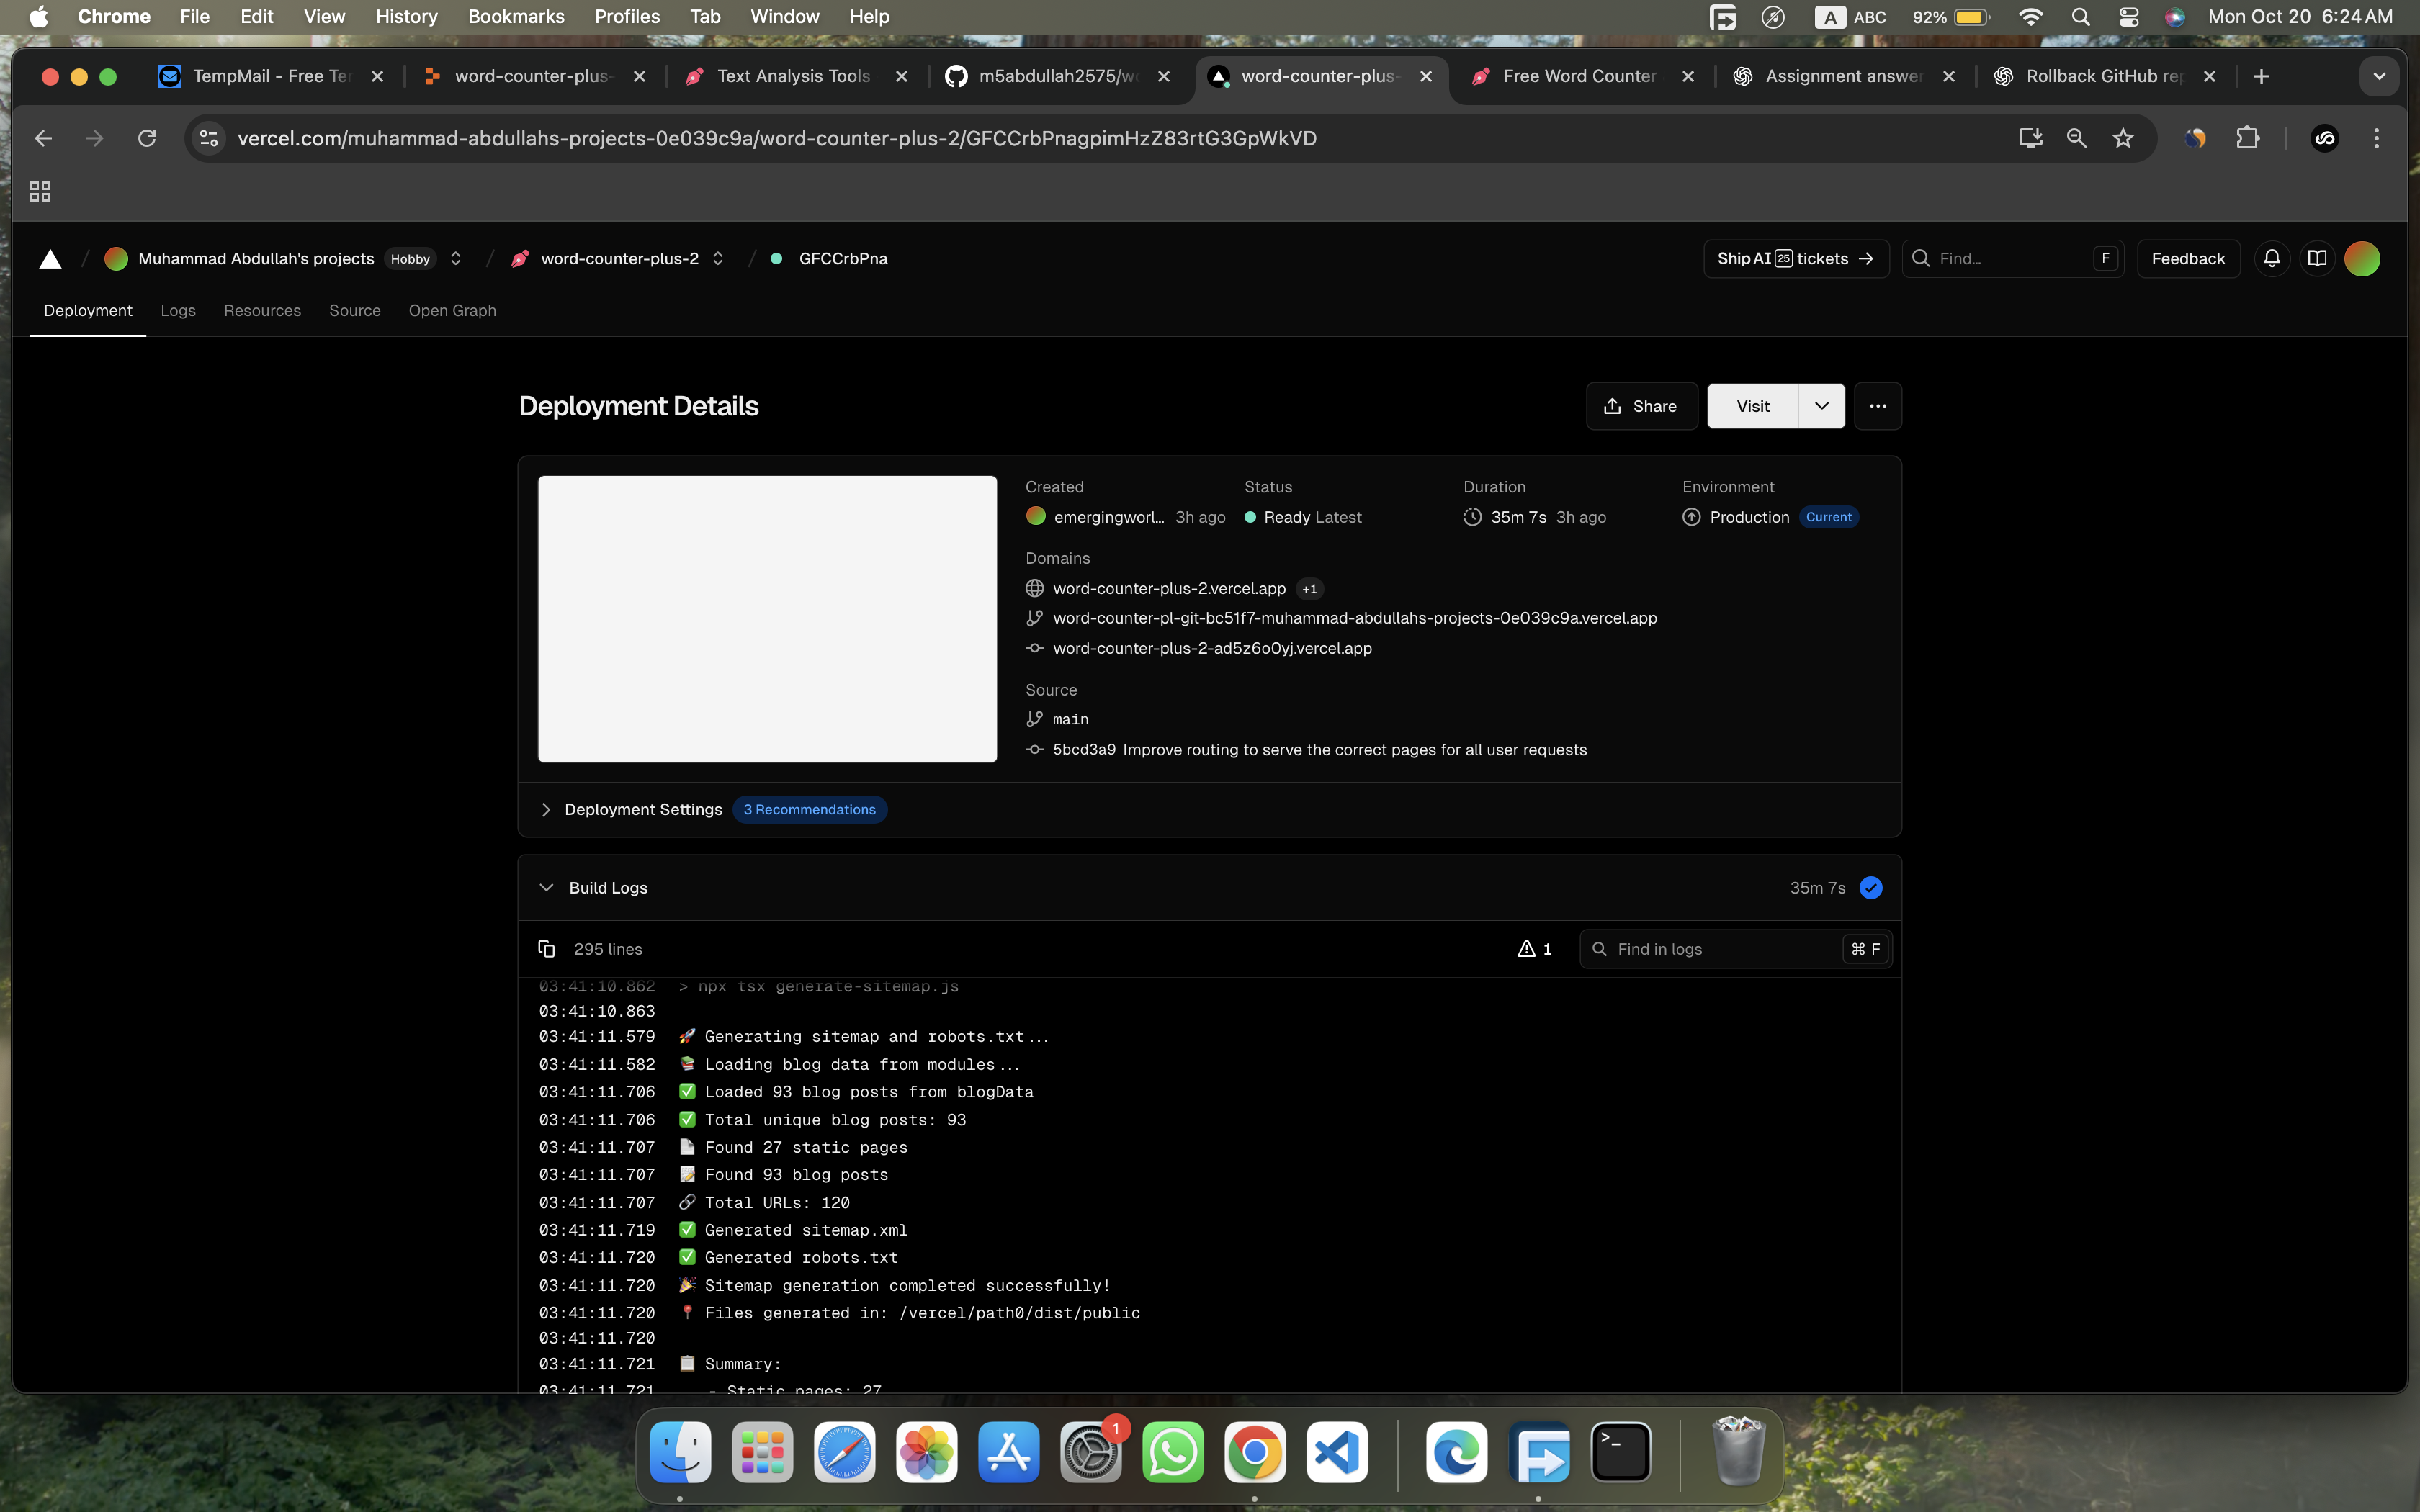 Chrome File Edit View History Bookmarks Profiles Tab Window Help A ABC 92% Mon Oct 20 6:24 AM
TempMail - Free Ter word-counter-plus- Text Analysis Tools m5abdullah2575/wo word-counter-plus- Free Word Counter Assignment answer Rollback GitHub rep
vercel.com/muhammad-abdullahs-projects-0e039c9a/word-counter-plus-2/GFCCrbPnagpimHzZ83rtG3GpWkVD
/ Muhammad Abdullah's projects Hobby / word-counter-plus-2 / GFCCrbPna Ship AI 25 tickets → Find... F Feedback
Deployment Logs Resources Source Open Graph
Deployment Details Share Visit
Created Status Duration Environment
emergingworl... 3h ago Ready Latest 35m 7s 3h ago Production Current
Domains
word-counter-plus-2.vercel.app +1
word-counter-pl-git-bc51f7-muhammad-abdullahs-projects-0e039c9a.vercel.app
word-counter-plus-2-ad5z6o0yj.vercel.app
Source
main
5bcd3a9 Improve routing to serve the correct pages for all user requests
Deployment Settings 3 Recommendations
Build Logs 35m 7s
295 lines 1 Find in logs ⌘ F
03:41:10.862 > npx tsx generate-sitemap.js
03:41:10.863
03:41:11.579 🚀 Generating sitemap and robots.txt...
03:41:11.582 📚 Loading blog data from modules...
03:41:11.706 ✅ Loaded 93 blog posts from blogData
03:41:11.706 ✅ Total unique blog posts: 93
03:41:11.707 📄 Found 27 static pages
03:41:11.707 📝 Found 93 blog posts
03:41:11.707 🔗 Total URLs: 120
03:41:11.719 ✅ Generated sitemap.xml
03:41:11.720 ✅ Generated robots.txt
03:41:11.720 🎉 Sitemap generation completed successfully!
03:41:11.720 📍 Files generated in: /vercel/path0/dist/public
03:41:11.720
03:41:11.721 📋 Summary:
03:41:11.721 - Static pages: 27
1